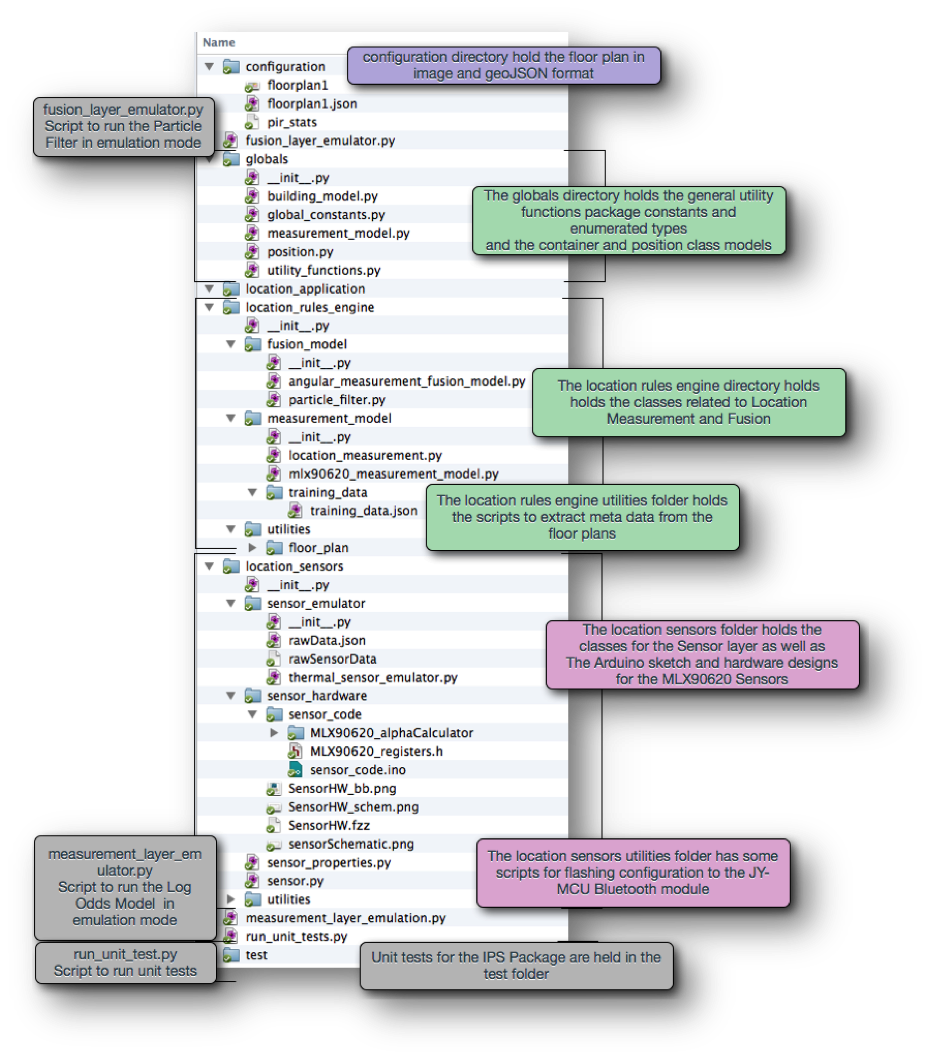 Name
configuration
configuration directory hold the floor plan in
image and geoJSON format
floorplan1
floorplan1.json
pir_stats
fusion_layer_emulator.py
Script to run the Particle
Filter in emulation mode
fusion_layer_emulator.py
globals
__init__.py
building_model.py
global_constants.py
measurement_model.py
position.py
utility_functions.py
The globals directory holds the general utility
functions package constants and
enumerated types
and the container and position class models
location_application
location_rules_engine
__init__.py
fusion_model
__init__.py
angular_measurement_fusion_model.py
particle_filter.py
The location rules engine directory holds
holds the classes related to Location
Measurement and Fusion
measurement_model
__init__.py
location_measurement.py
mlx90620_measurement_model.py
training_data
training_data.json
The location rules engine utilities folder holds
the scripts to extract meta data from the
floor plans
utilities
floor_plan
location_sensors
__init__.py
sensor_emulator
__init__.py
rawData.json
rawSensorData
thermal_sensor_emulator.py
The location sensors folder holds the
classes for the Sensor layer as well as
The Arduino sketch and hardware designs
for the MLX90620 Sensors
sensor_hardware
sensor_code
MLX90620_alphaCalculator
MLX90620_registers.h
sensor_code.ino
SensorHW_bb.png
SensorHW_schem.png
SensorHW.fzz
sensorSchematic.png
sensor_properties.py
sensor.py
utilities
The location sensors utilities folder has some
scripts for flashing configuration to the JY-
MCU Bluetooth module
measurement_layer_em
ulator.py
Script to run the Log
Odds Model in
emulation mode
measurement_layer_emulation.py
run_unit_tests.py
test
run_unit_test.py
Script to run unit tests
Unit tests for the IPS Package are held in the
test folder